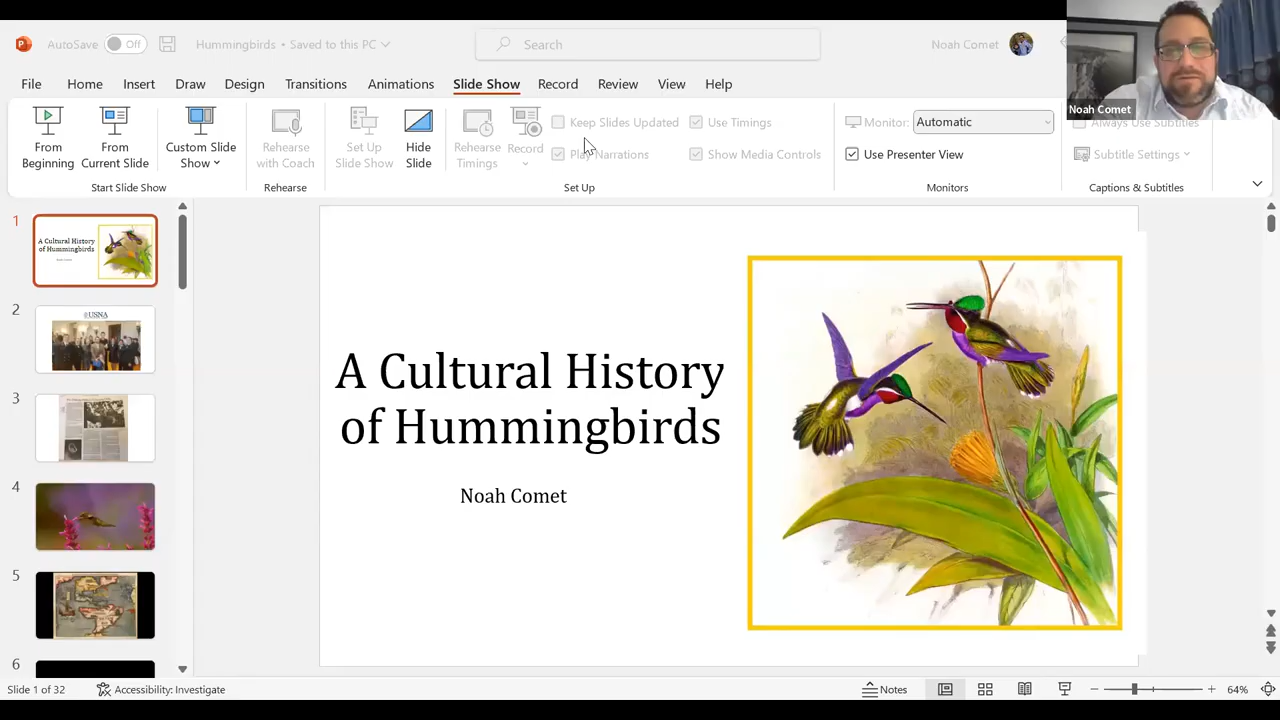 AutoSave Off Hummingbirds • Saved to this PC Search Noah Comet
Noah Comet
File Home Insert Draw Design Transitions Animations Slide Show Record Review View Help
From Beginning
From Current Slide
Custom Slide Show
Start Slide Show
Rehearse with Coach
Rehearse
Set Up Slide Show
Hide Slide
Rehearse Timings
Record
Keep Slides Updated
Play Narrations
Use Timings
Show Media Controls
Set Up
Monitor: Automatic
Use Presenter View
Monitors
Always Use Subtitles
Subtitle Settings
Captions & Subtitles
1
A Cultural History
of Hummingbirds
2
@USNA
3
4
5
6
A Cultural History
of Hummingbirds
Noah Comet
Slide 1 of 32 Accessibility: Investigate Notes 64%